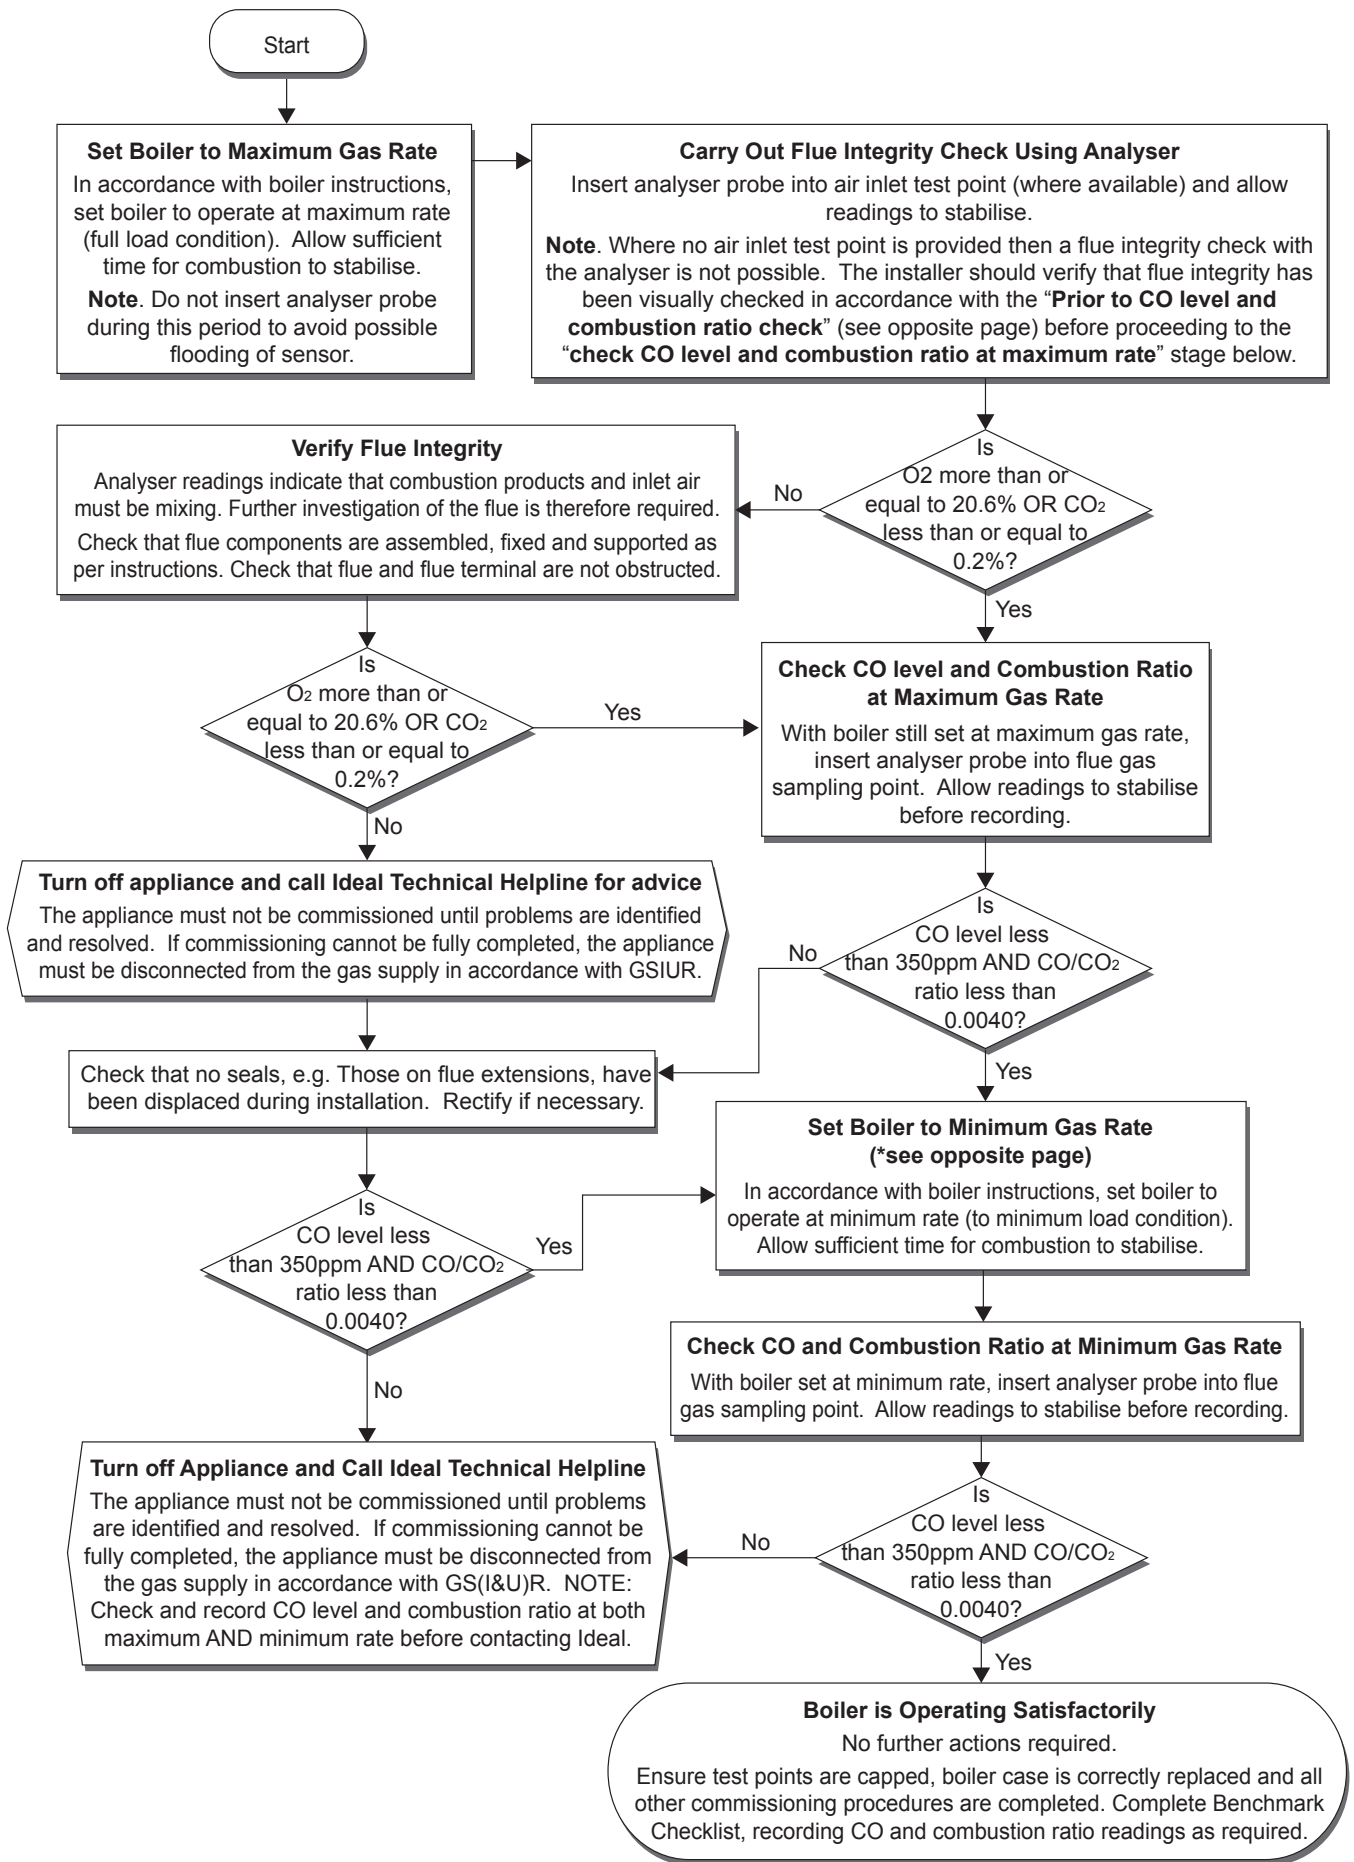 Start
Set Boiler to Maximum Gas Rate
In accordance with boiler instructions,
set boiler to operate at maximum rate
(full load condition).  Allow sufficient
time for combustion to stabilise.
Note. Do not insert analyser probe
during this period to avoid possible
flooding of sensor.
Carry Out Flue Integrity Check Using Analyser
Insert analyser probe into air inlet test point (where available) and allow
readings to stabilise.
Note. Where no air inlet test point is provided then a flue integrity check with
the analyser is not possible.  The installer should verify that flue integrity has
been visually checked in accordance with the “Prior to CO level and
combustion ratio check” (see opposite page) before proceeding to the
“check CO level and combustion ratio at maximum rate” stage below.
Is
O2 more than or
equal to 20.6% OR CO2
less than or equal to
0.2%?
No
Yes
Verify Flue Integrity
Analyser readings indicate that combustion products and inlet air
must be mixing. Further investigation of the flue is therefore required.
Check that flue components are assembled, fixed and supported as
per instructions. Check that flue and flue terminal are not obstructed.
Is
O2 more than or
equal to 20.6% OR CO2
less than or equal to
0.2%?
Yes
No
Check CO level and Combustion Ratio
at Maximum Gas Rate
With boiler still set at maximum gas rate,
insert analyser probe into flue gas
sampling point.  Allow readings to stabilise
before recording.
Turn off appliance and call Ideal Technical Helpline for advice
The appliance must not be commissioned until problems are identified
and resolved.  If commissioning cannot be fully completed, the appliance
must be disconnected from the gas supply in accordance with GSIUR.
Is
CO level less
than 350ppm AND CO/CO2
ratio less than
0.0040?
No
Yes
Check that no seals, e.g. Those on flue extensions, have
been displaced during installation.  Rectify if necessary.
Set Boiler to Minimum Gas Rate
(*see opposite page)
In accordance with boiler instructions, set boiler to
operate at minimum rate (to minimum load condition).
Allow sufficient time for combustion to stabilise.
Is
CO level less
than 350ppm AND CO/CO2
ratio less than
0.0040?
Yes
No
Check CO and Combustion Ratio at Minimum Gas Rate
With boiler set at minimum rate, insert analyser probe into flue
gas sampling point.  Allow readings to stabilise before recording.
Turn off Appliance and Call Ideal Technical Helpline
The appliance must not be commissioned until problems
are identified and resolved.  If commissioning cannot be
fully completed, the appliance must be disconnected from
the gas supply in accordance with GS(I&U)R.  NOTE:
Check and record CO level and combustion ratio at both
maximum AND minimum rate before contacting Ideal.
Is
CO level less
than 350ppm AND CO/CO2
ratio less than
0.0040?
No
Yes
Boiler is Operating Satisfactorily
No further actions required.
Ensure test points are capped, boiler case is correctly replaced and all
other commissioning procedures are completed. Complete Benchmark
Checklist, recording CO and combustion ratio readings as required.